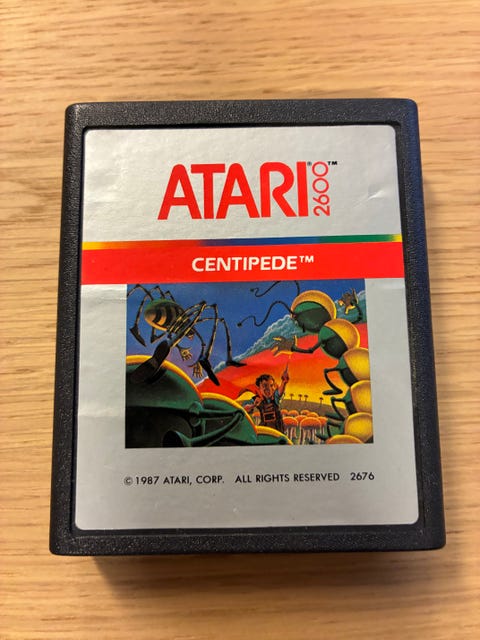 ATARI® 2600™
CENTIPEDE™
© 1987 ATARI, CORP. ALL RIGHTS RESERVED 2676